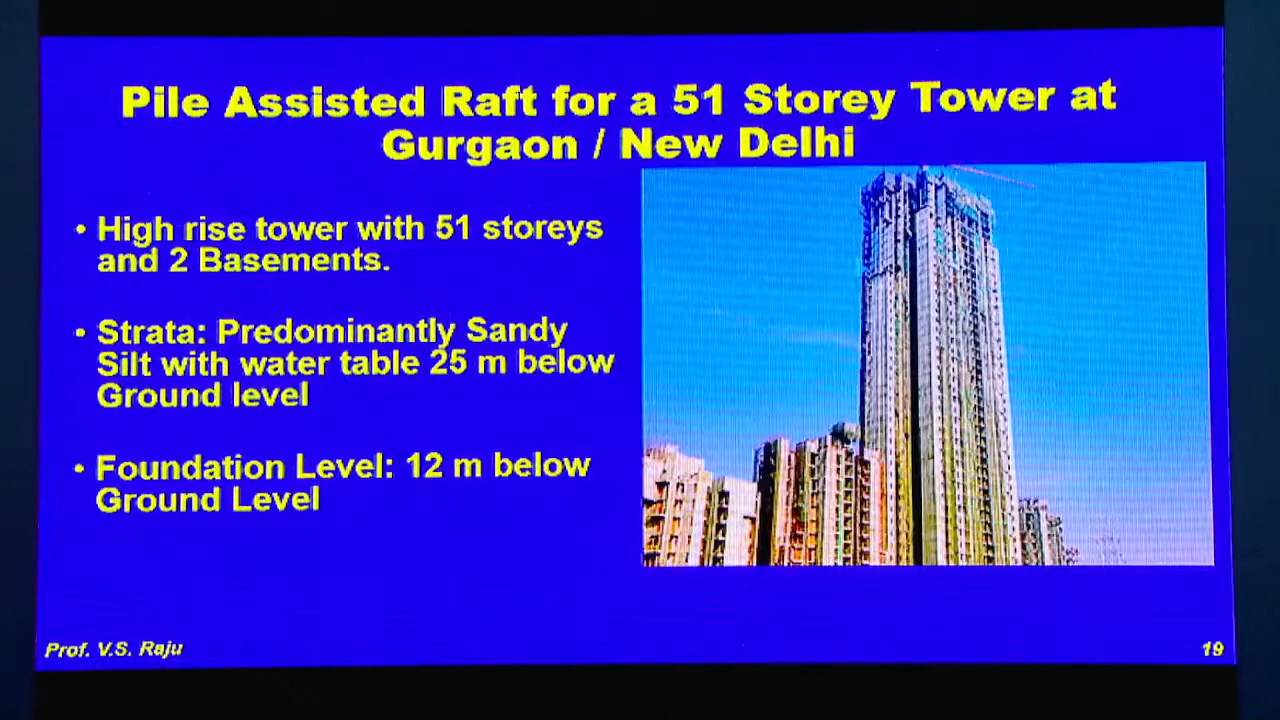 Pile Assisted Raft for a 51 Storey Tower at
Gurgaon / New Delhi
• High rise tower with 51 storeys
and 2 Basements.
• Strata: Predominantly Sandy
Silt with water table 25 m below
Ground level
• Foundation Level: 12 m below
Ground Level
Prof. V.S. Raju
19